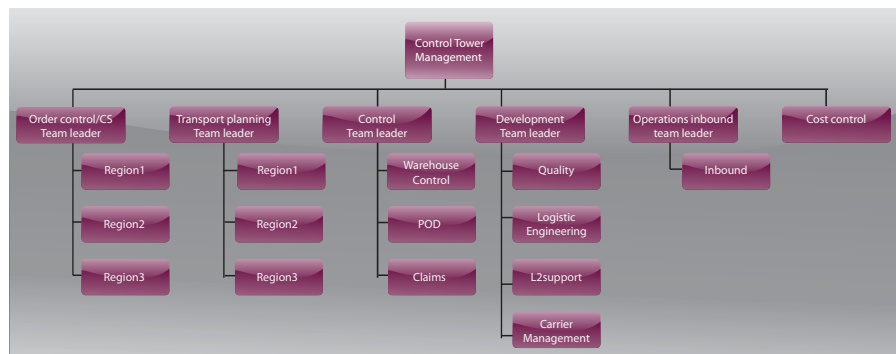 Control Tower
Management
Order control/CS
Team leader
Transport planning
Team leader
Control
Team leader
Development
Team leader
Operations inbound
team leader
Cost control
Region1
Region1
Warehouse
Control
Quality
Inbound
Region2
Region2
POD
Logistic
Engineering
Region3
Region3
Claims
L2support
Carrier
Management